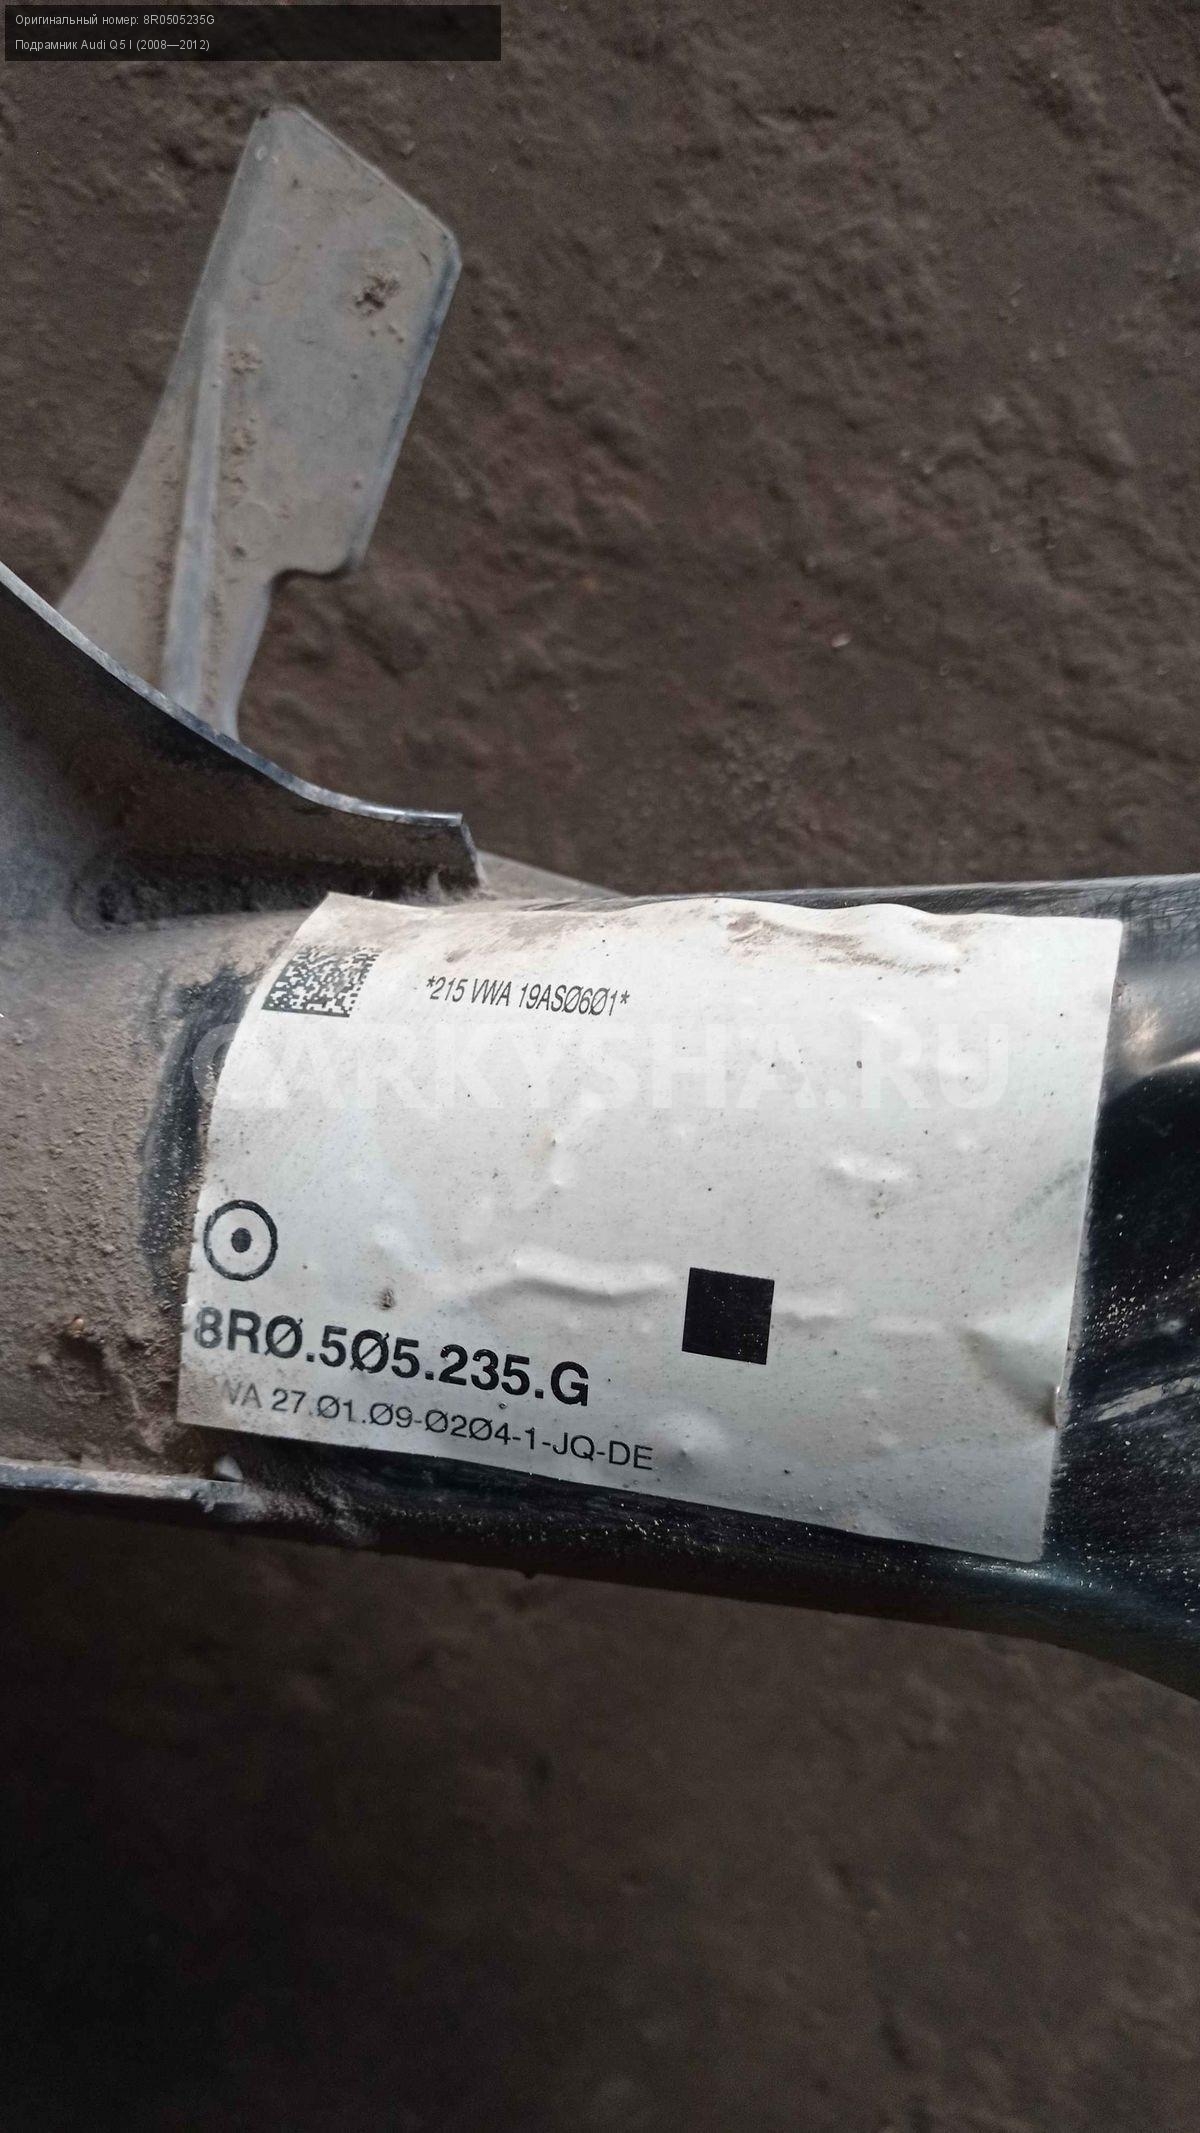 Оригинальный номер: 8R0505235G
Подрамник Audi Q5 I (2008—2012)
*215 VWA 19ASØ6Ø1*
CARKYSHA.RU
8RØ.5Ø5.235.G
VWA 27.Ø1.Ø9-Ø2Ø4-1-JQ-DE